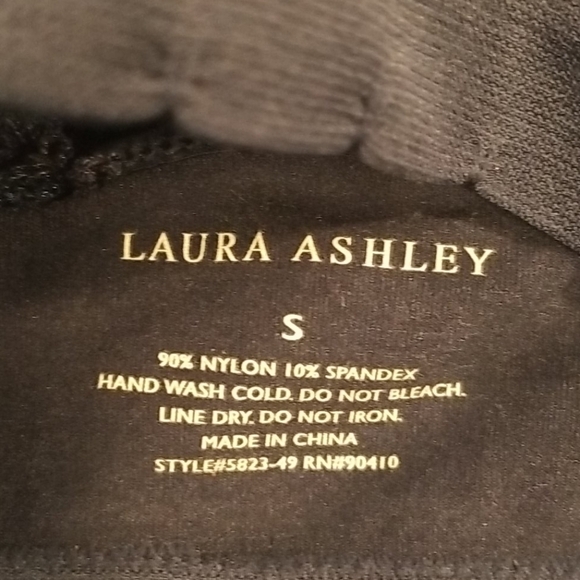 LAURA ASHLEY
S
90% NYLON 10% SPANDEX
HAND WASH COLD. DO NOT BLEACH.
LINE DRY. DO NOT IRON.
MADE IN CHINA
STYLE#5823-49 RN#90410